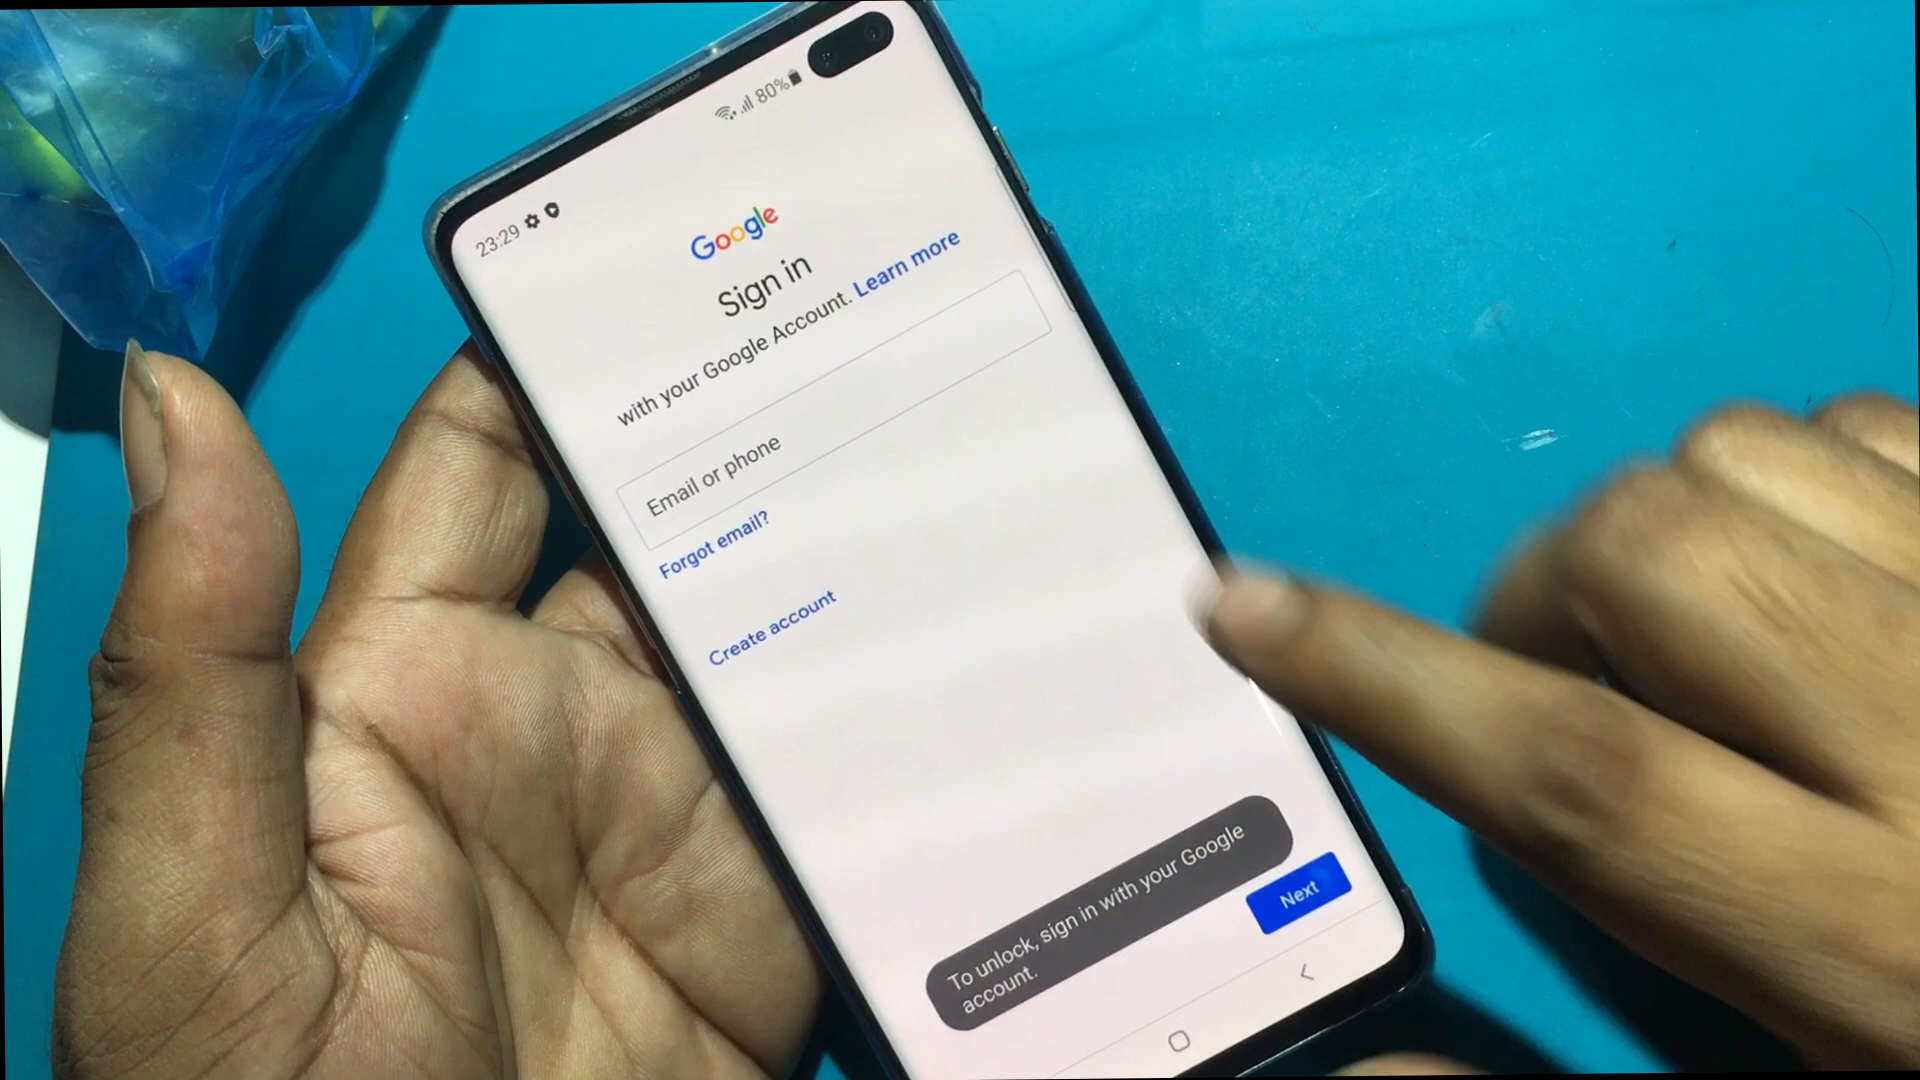 23:29
80%
Google
Sign in
with your Google Account. Learn more
Email or phone
Forgot email?
Create account
To unlock, sign in with your Google
account.
Next